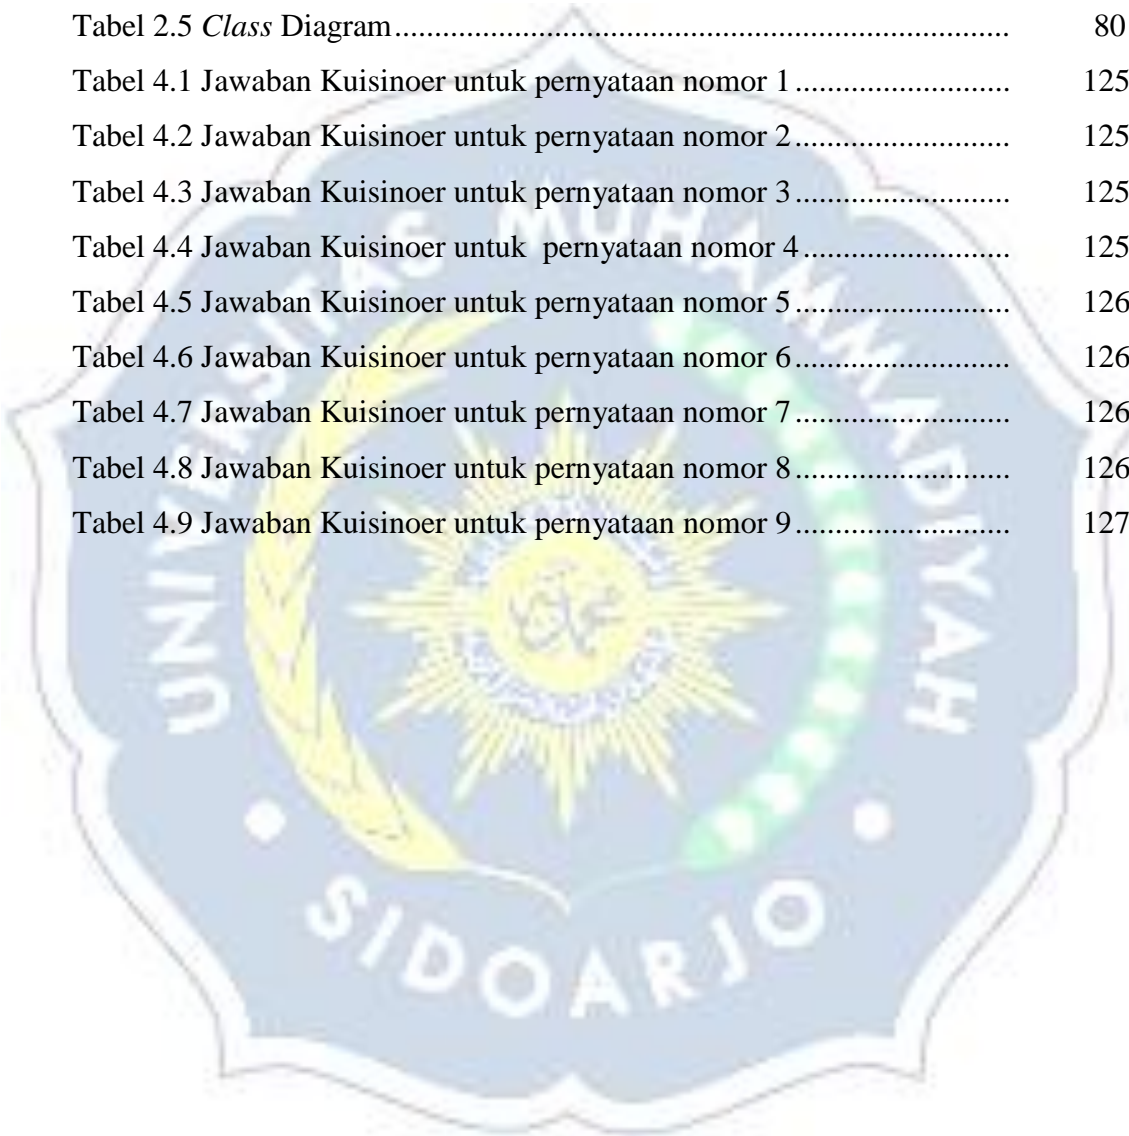 Tabel 2.5 Class Diagram.............................................................................. 80
Tabel 4.1 Jawaban Kuisinoer untuk pernyataan nomor 1........................... 125
Tabel 4.2 Jawaban Kuisinoer untuk pernyataan nomor 2........................... 125
Tabel 4.3 Jawaban Kuisinoer untuk pernyataan nomor 3........................... 125
Tabel 4.4 Jawaban Kuisinoer untuk  pernyataan nomor 4.......................... 125
Tabel 4.5 Jawaban Kuisinoer untuk pernyataan nomor 5........................... 126
Tabel 4.6 Jawaban Kuisinoer untuk pernyataan nomor 6........................... 126
Tabel 4.7 Jawaban Kuisinoer untuk pernyataan nomor 7........................... 126
Tabel 4.8 Jawaban Kuisinoer untuk pernyataan nomor 8........................... 126
Tabel 4.9 Jawaban Kuisinoer untuk pernyataan nomor 9........................... 127
UNIVERSITAS MUHAMMADIYAH
SIDOARJO